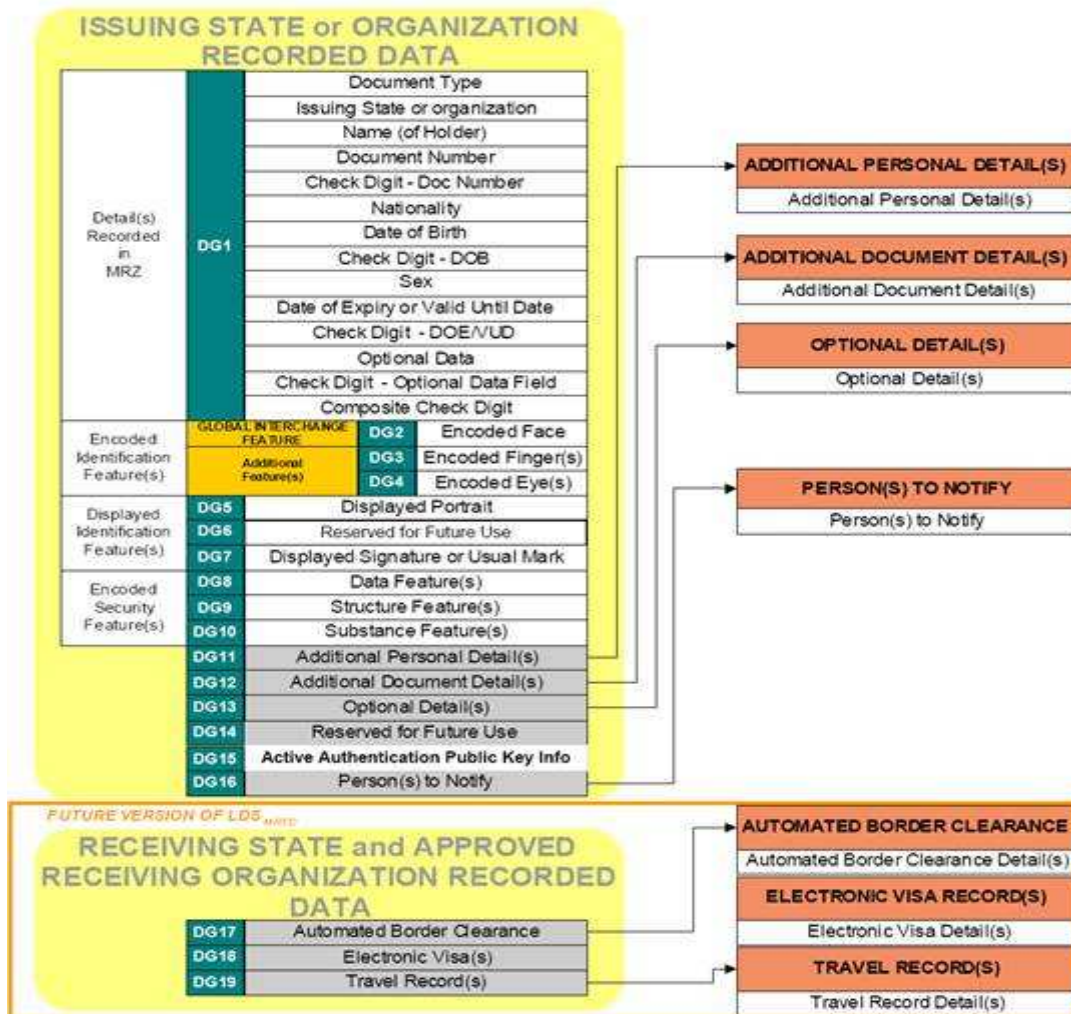 ISSUING STATE or ORGANIZATION
RECORDED DATA
Detail(s)
Recorded
in
MRZ
DG1
Document Type
Issuing State or organization
Name (of Holder)
Document Number
Check Digit - Doc Number
Nationality
Date of Birth
Check Digit - DOB
Sex
Date of Expiry or Valid Until Date
Check Digit - DOE/VUD
Optional Data
Check Digit - Optional Data Field
Composite Check Digit
Encoded
Identification
Feature(s)
GLOBAL INTERCHANGE
FEATURE
Additional
Feature(s)
DG2 Encoded Face
DG3 Encoded Finger(s)
DG4 Encoded Eye(s)
Displayed
Identification
Feature(s)
DG5 Displayed Portrait
DG6 Reserved for Future Use
DG7 Displayed Signature or Usual Mark
Encoded
Security
Feature(s)
DG8 Data Feature(s)
DG9 Structure Feature(s)
DG10 Substance Feature(s)
DG11 Additional Personal Detail(s)
DG12 Additional Document Detail(s)
DG13 Optional Detail(s)
DG14 Reserved for Future Use
DG15 Active Authentication Public Key Info
DG16 Person(s) to Notify
ADDITIONAL PERSONAL DETAIL(S)
Additional Personal Detail(s)
ADDITIONAL DOCUMENT DETAIL(S)
Additional Document Detail(s)
OPTIONAL DETAIL(S)
Optional Detail(s)
PERSON(S) TO NOTIFY
Person(s) to Notify
FUTURE VERSION OF LDS
RECEIVING STATE and APPROVED
RECEIVING ORGANIZATION RECORDED
DATA
DG17 Automated Border Clearance
DG18 Electronic Visa(s)
DG19 Travel Record(s)
AUTOMATED BORDER CLEARANCE
Automated Border Clearance Detail(s)
ELECTRONIC VISA RECORD(S)
Electronic Visa Detail(s)
TRAVEL RECORD(S)
Travel Record Detail(s)